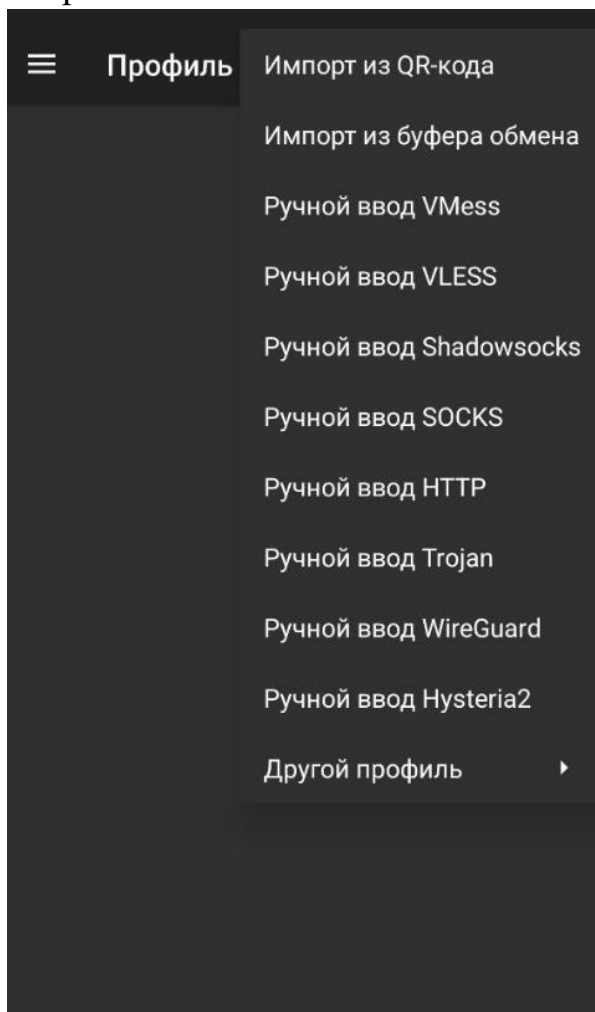 Профиль
Импорт из QR-кода
Импорт из буфера обмена
Ручной ввод VMess
Ручной ввод VLESS
Ручной ввод Shadowsocks
Ручной ввод SOCKS
Ручной ввод HTTP
Ручной ввод Trojan
Ручной ввод WireGuard
Ручной ввод Hysteria2
Другой профиль